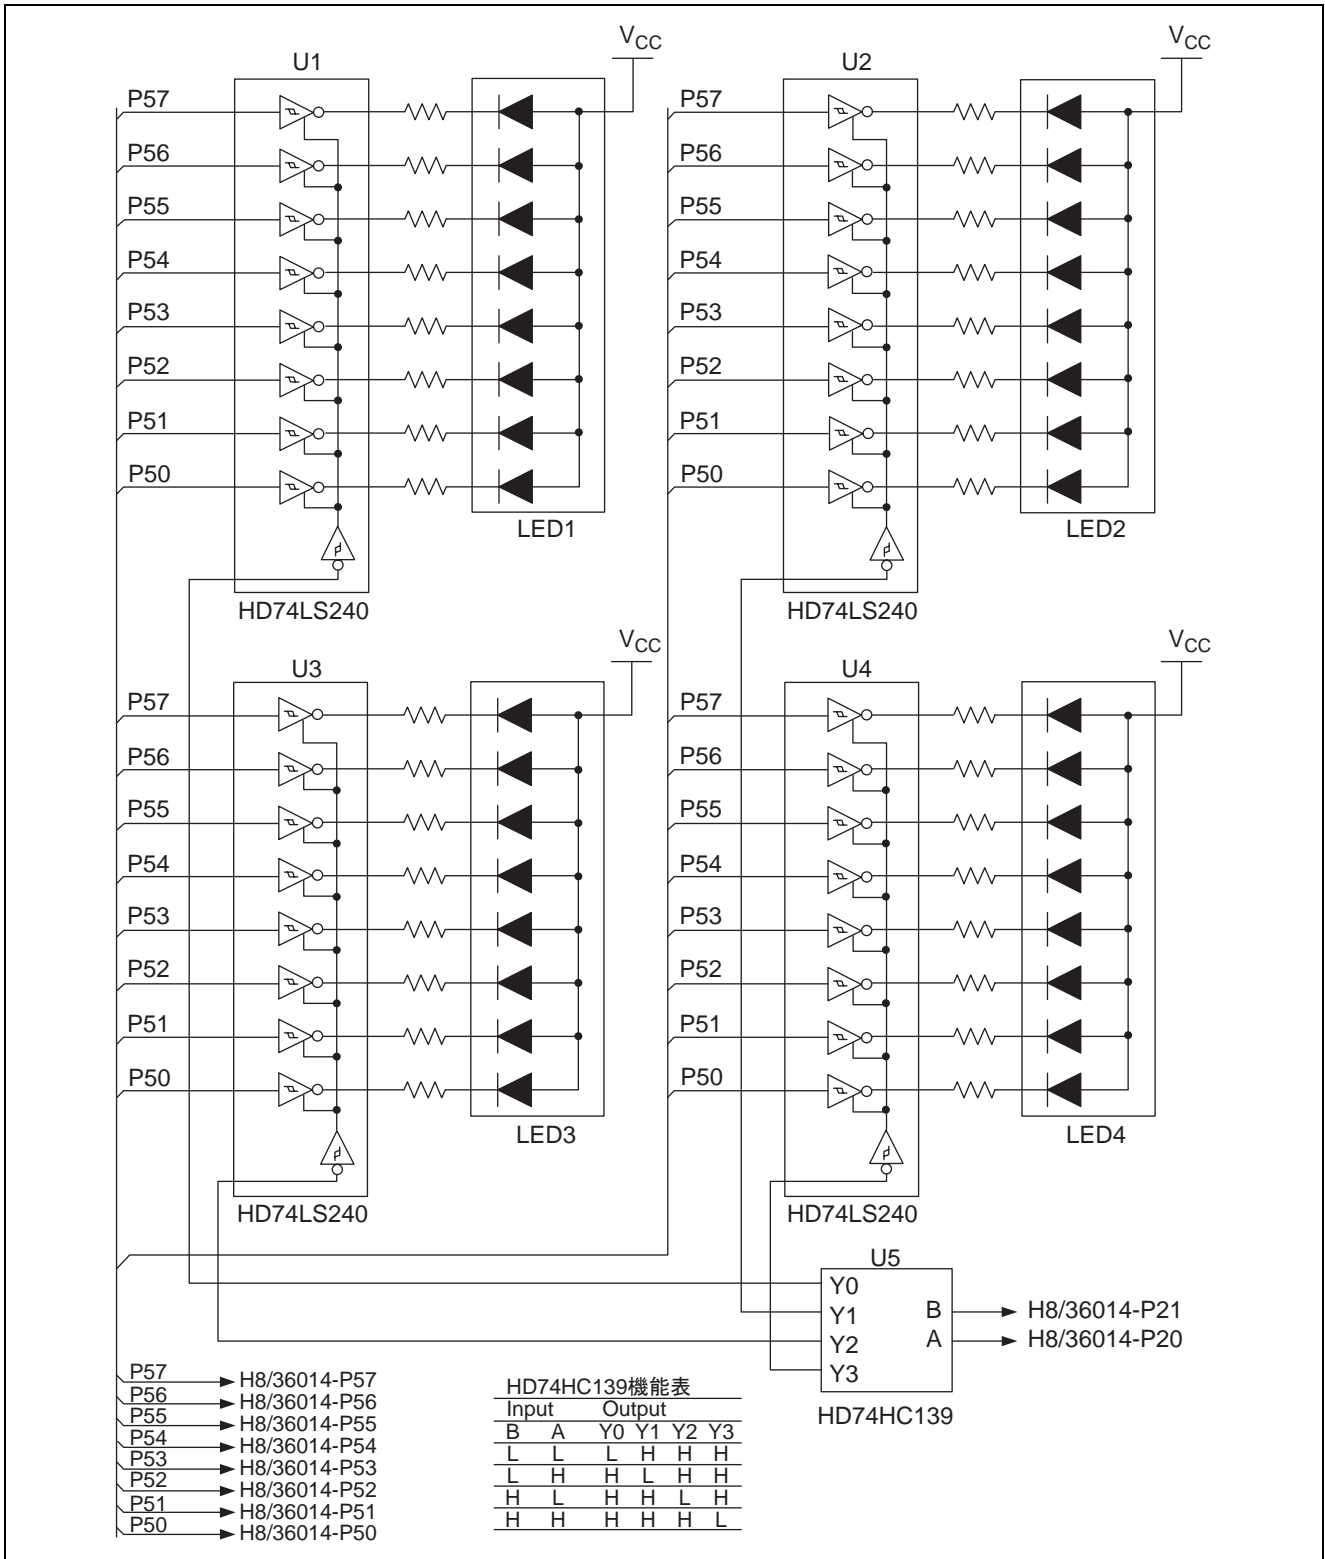 U1
VCC
P57
P56
P55
P54
P53
P52
P51
P50
LED1
HD74LS240
U2
VCC
P57
P56
P55
P54
P53
P52
P51
P50
LED2
HD74LS240
U3
VCC
P57
P56
P55
P54
P53
P52
P51
P50
LED3
HD74LS240
U4
VCC
P57
P56
P55
P54
P53
P52
P51
P50
LED4
HD74LS240
U5
Y0
Y1
Y2
Y3
B
A
H8/36014-P21
H8/36014-P20
HD74HC139
P57 H8/36014-P57
P56 H8/36014-P56
P55 H8/36014-P55
P54 H8/36014-P54
P53 H8/36014-P53
P52 H8/36014-P52
P51 H8/36014-P51
P50 H8/36014-P50
HD74HC139機能表
Input Output
B A Y0 Y1 Y2 Y3
L L L H H H
L H H L H H
H L H H L H
H H H H H L